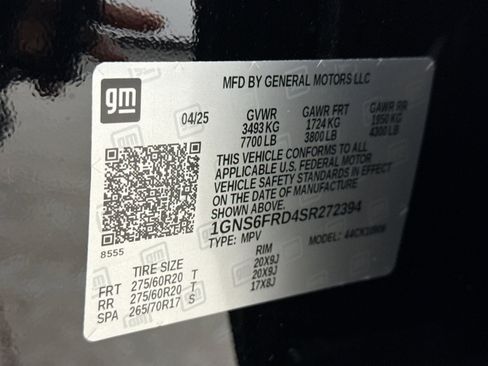 gm
MFD BY GENERAL MOTORS LLC
04/25 GVWR GAWR FRT GAWR RR
3493 KG 1724 KG 1950 KG
7700 LB 3800 LB 4300 LB
THIS VEHICLE CONFORMS TO ALL
APPLICABLE U.S. FEDERAL MOTOR
VEHICLE SAFETY STANDARDS IN EFFECT
ON THE DATE OF MANUFACTURE
SHOWN ABOVE.
1GNS6FRD4SR272394
8555
TYPE: MPV MODEL:
TIRE SIZE RIM
FRT 275/60R20 T 20X9J
RR 275/60R20 T 20X9J
SPA 265/70R17 S 17X8J